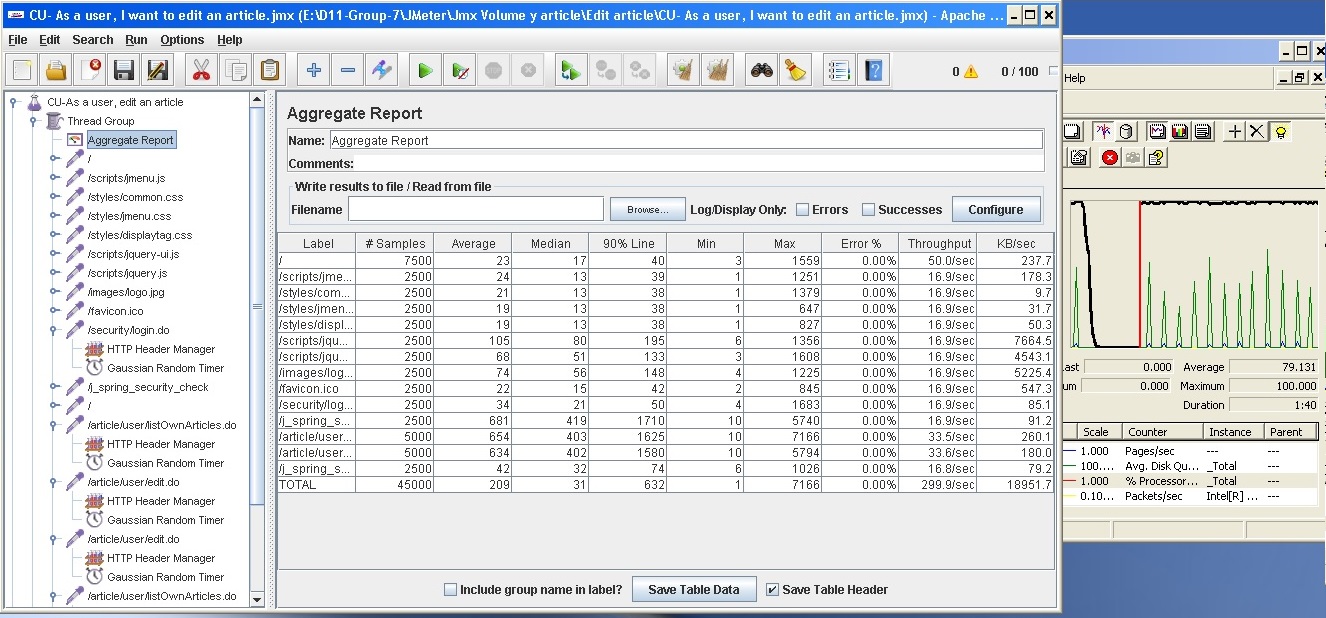 CU- As a user, I want to edit an article.jmx (E:\D11-Group-7\JMeter\Jmx Volume y article\Edit article\CU- As a user, I want to edit an article.jmx) - Apache ...
File Edit Search Run Options Help
0 0 / 100
CU-As a user, edit an article
Thread Group
Aggregate Report
/
/scripts/jmenu.js
/styles/common.css
/styles/jmenu.css
/styles/displaytag.css
/scripts/jquery-ui.js
/scripts/jquery.js
/images/logo.jpg
/favicon.ico
/security/login.do
HTTP Header Manager
Gaussian Random Timer
/j_spring_security_check
/
/article/user/listOwnArticles.do
HTTP Header Manager
Gaussian Random Timer
/article/user/edit.do
HTTP Header Manager
Gaussian Random Timer
/article/user/edit.do
HTTP Header Manager
Gaussian Random Timer
/article/user/listOwnArticles.do
Aggregate Report
Name: Aggregate Report
Comments:
Write results to file / Read from file
Filename Browse... Log/Display Only: Errors Successes Configure
Label # Samples Average Median 90% Line Min Max Error % Throughput KB/sec
/ 7500 23 17 40 3 1559 0.00% 50.0/sec 237.7
/scripts/jme... 2500 24 13 39 1 1251 0.00% 16.9/sec 178.3
/styles/com... 2500 21 13 38 1 1379 0.00% 16.9/sec 9.7
/styles/jmen... 2500 19 13 38 1 647 0.00% 16.9/sec 31.7
/styles/displ... 2500 19 13 38 1 827 0.00% 16.9/sec 50.3
/scripts/jqu... 2500 105 80 195 6 1356 0.00% 16.9/sec 7664.5
/scripts/jqu... 2500 68 51 133 3 1608 0.00% 16.9/sec 4543.1
/images/log... 2500 74 56 148 4 1225 0.00% 16.9/sec 5225.4
/favicon.ico 2500 22 15 42 2 845 0.00% 16.9/sec 547.3
/security/log... 2500 34 21 50 4 1683 0.00% 16.9/sec 85.1
/j_spring_s... 2500 681 419 1710 10 5740 0.00% 16.9/sec 91.2
/article/user... 5000 654 403 1625 10 7166 0.00% 33.5/sec 260.1
/article/user... 5000 634 402 1580 10 5794 0.00% 33.6/sec 180.0
/j_spring_s... 2500 42 32 74 6 1026 0.00% 16.8/sec 79.2
TOTAL 45000 209 31 632 1 7166 0.00% 299.9/sec 18951.7
Include group name in label? Save Table Data Save Table Header
Help
ast 0.000 Average 79.131
um 0.000 Maximum 100.000
Duration 1:40
Scale Counter Instance Parent
1.000 Pages/sec --- ---
100.... Avg. Disk Qu... _Total ---
1.000 % Processor... _Total ---
0.10... Packets/sec Intel[R] ... ---